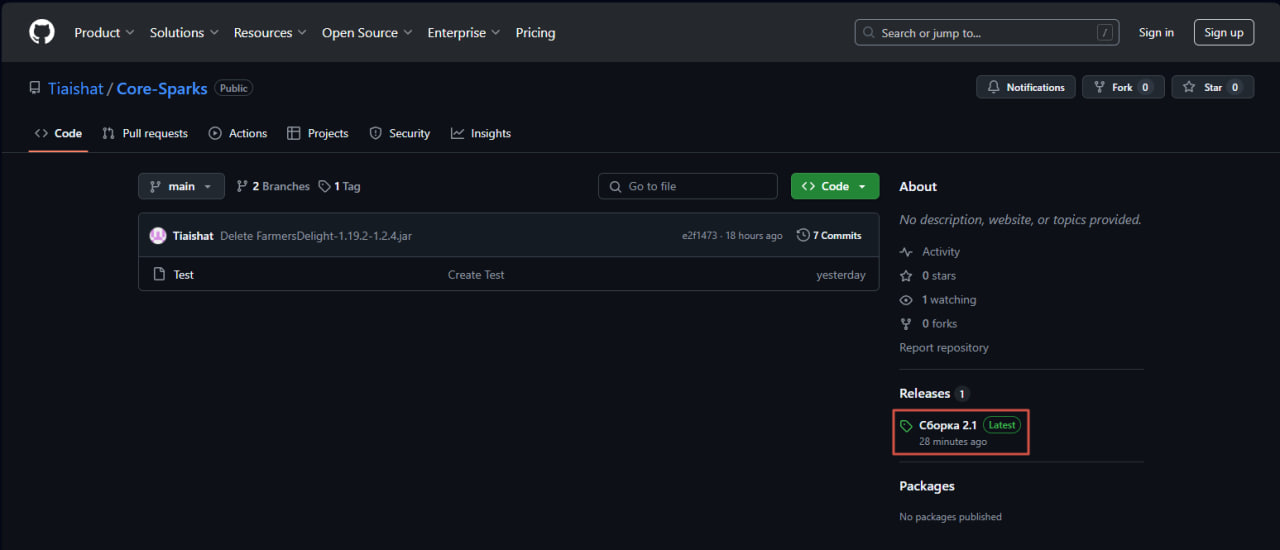 Product Solutions Resources Open Source Enterprise Pricing Search or jump to... / Sign in Sign up
Tiaishat / Core-Sparks Public Notifications Fork 0 Star 0
Code Pull requests Actions Projects Security Insights
main 2 Branches 1 Tag Go to file Code
Tiaishat Delete FarmersDelight-1.19.2-1.2.4.jar e2f1473 · 18 hours ago 7 Commits
Test Create Test yesterday
About
No description, website, or topics provided.
Activity
0 stars
1 watching
0 forks
Report repository
Releases 1
Сборка 2.1 Latest
28 minutes ago
Packages
No packages published